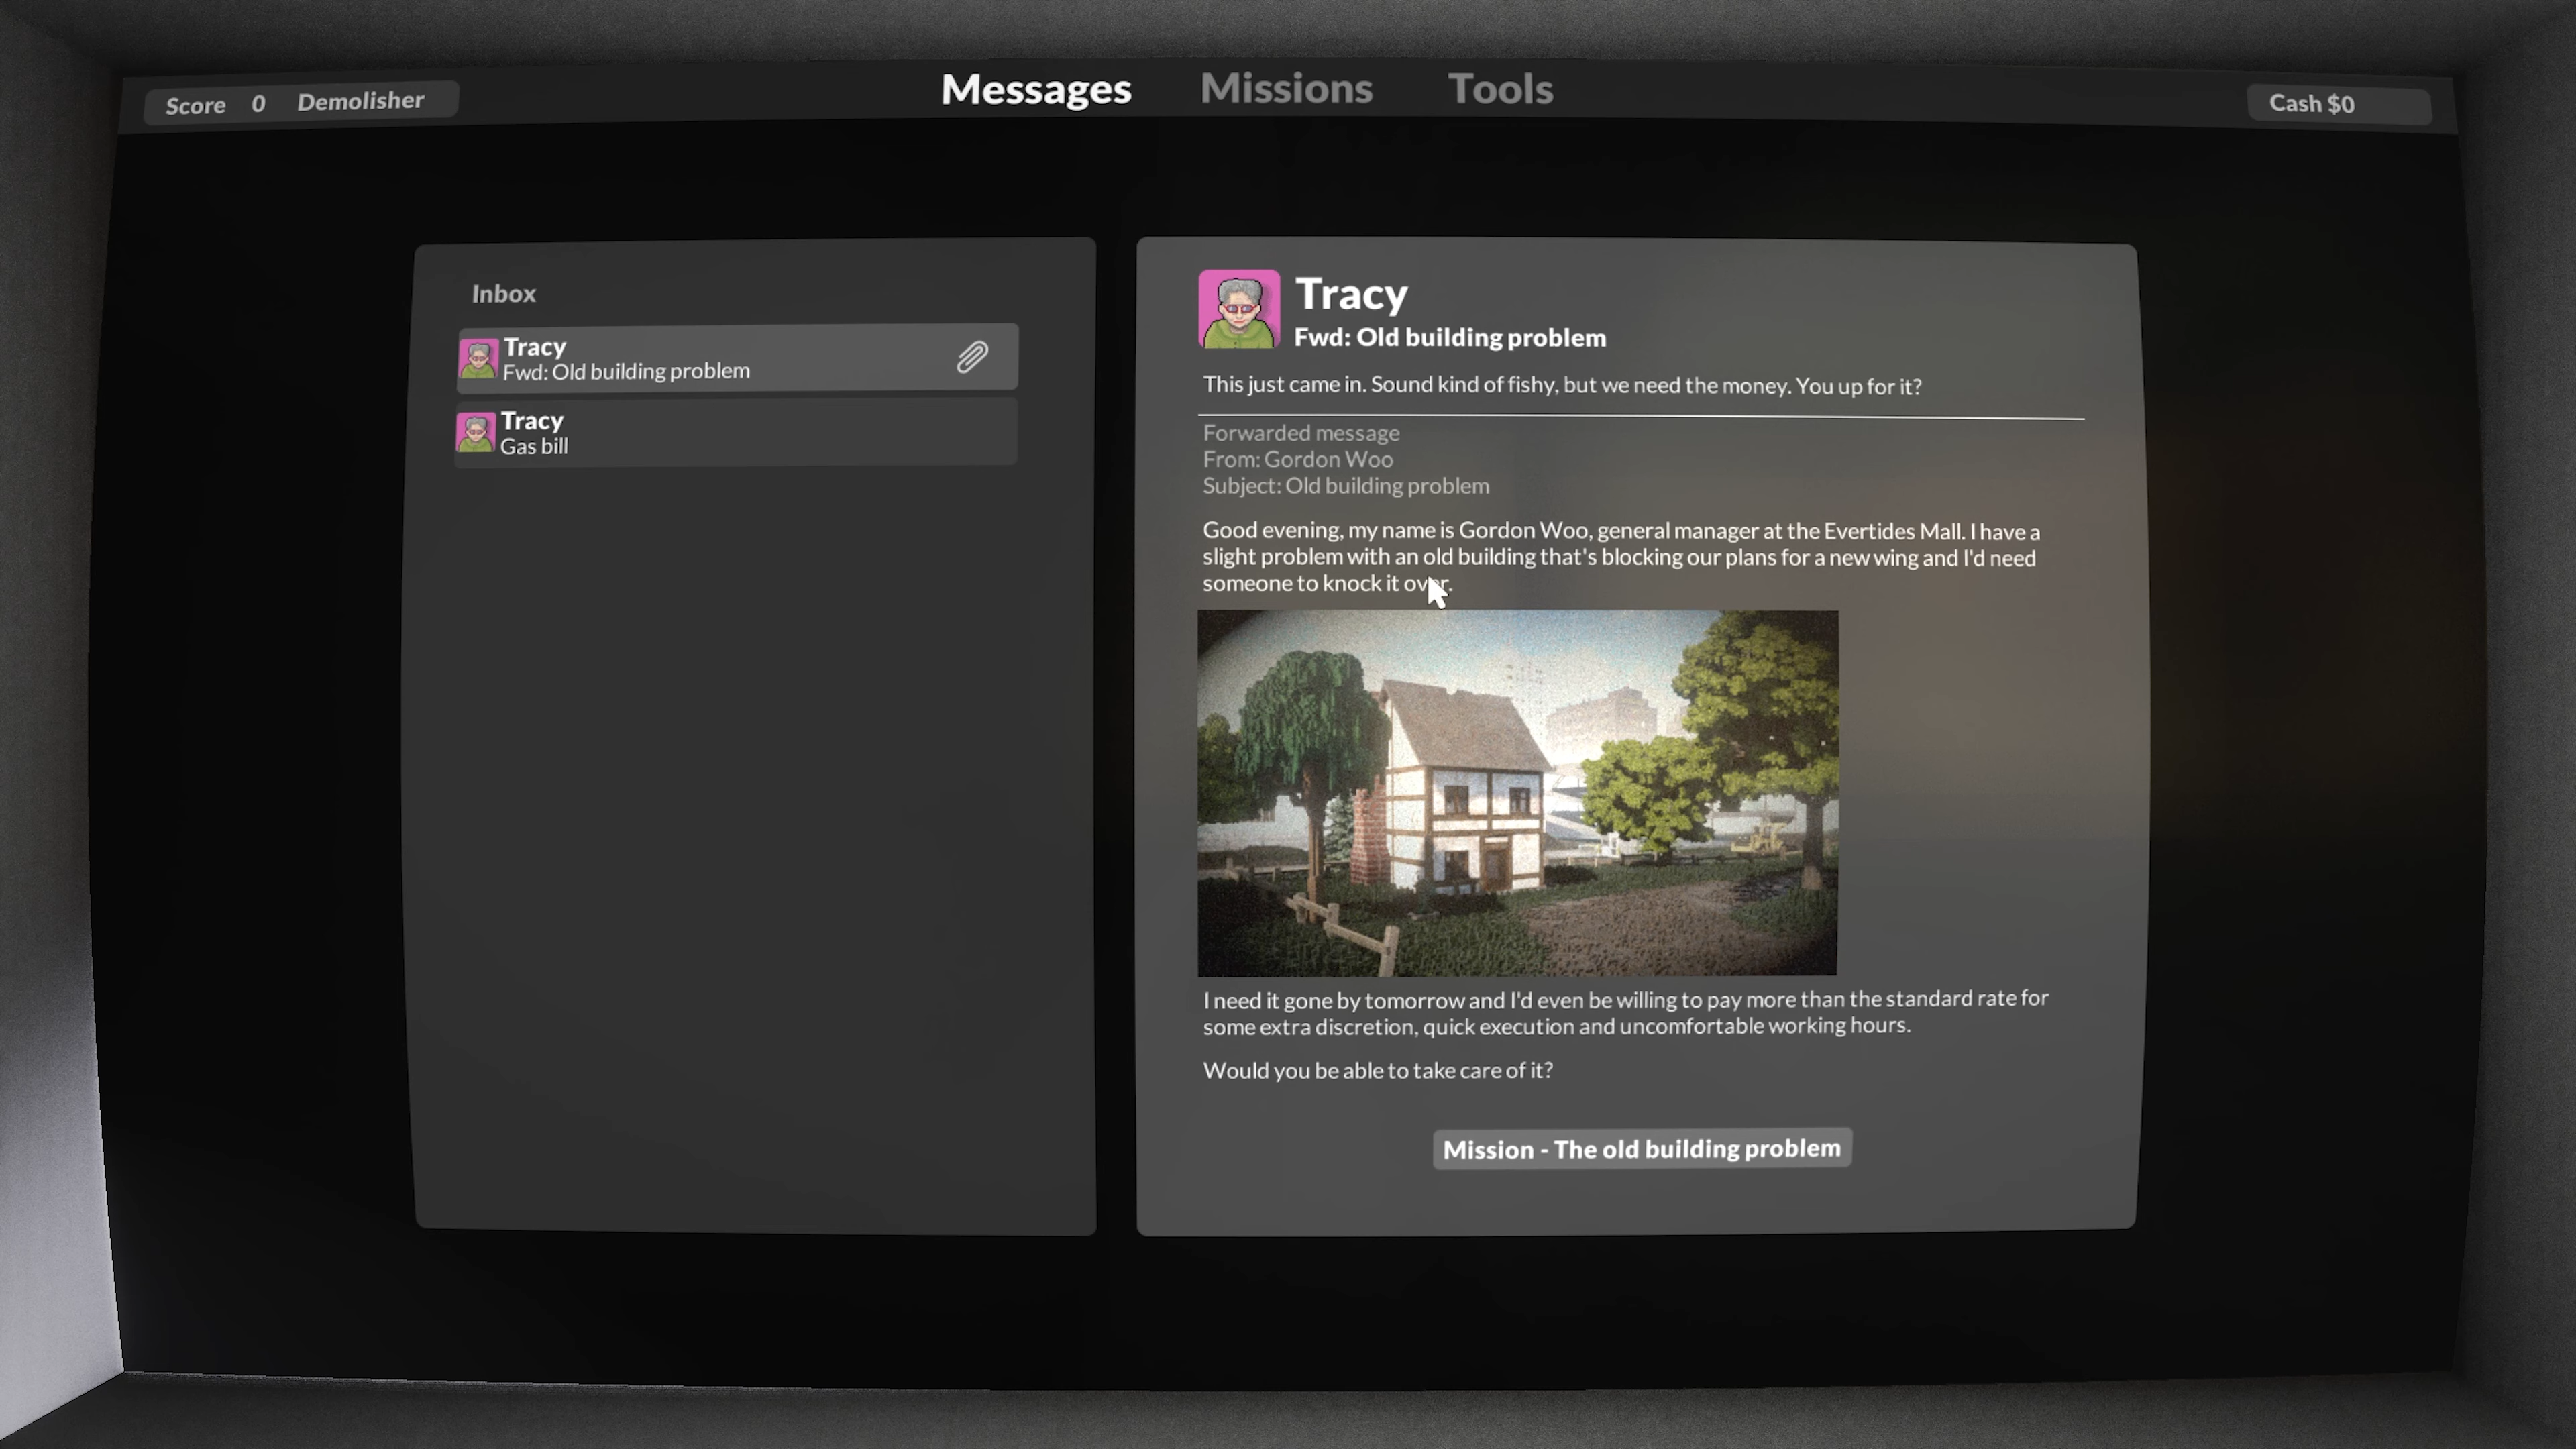 Score 0 Demolisher
Messages Missions Tools
Cash $0
Inbox
Tracy
Fwd: Old building problem
Tracy
Gas bill
Tracy
Fwd: Old building problem
This just came in. Sound kind of fishy, but we need the money. You up for it?
Forwarded message
From: Gordon Woo
Subject: Old building problem
Good evening, my name is Gordon Woo, general manager at the Evertides Mall. I have a
slight problem with an old building that's blocking our plans for a new wing and I'd need
someone to knock it over.
I need it gone by tomorrow and I'd even be willing to pay more than the standard rate for
some extra discretion, quick execution and uncomfortable working hours.
Would you be able to take care of it?
Mission - The old building problem